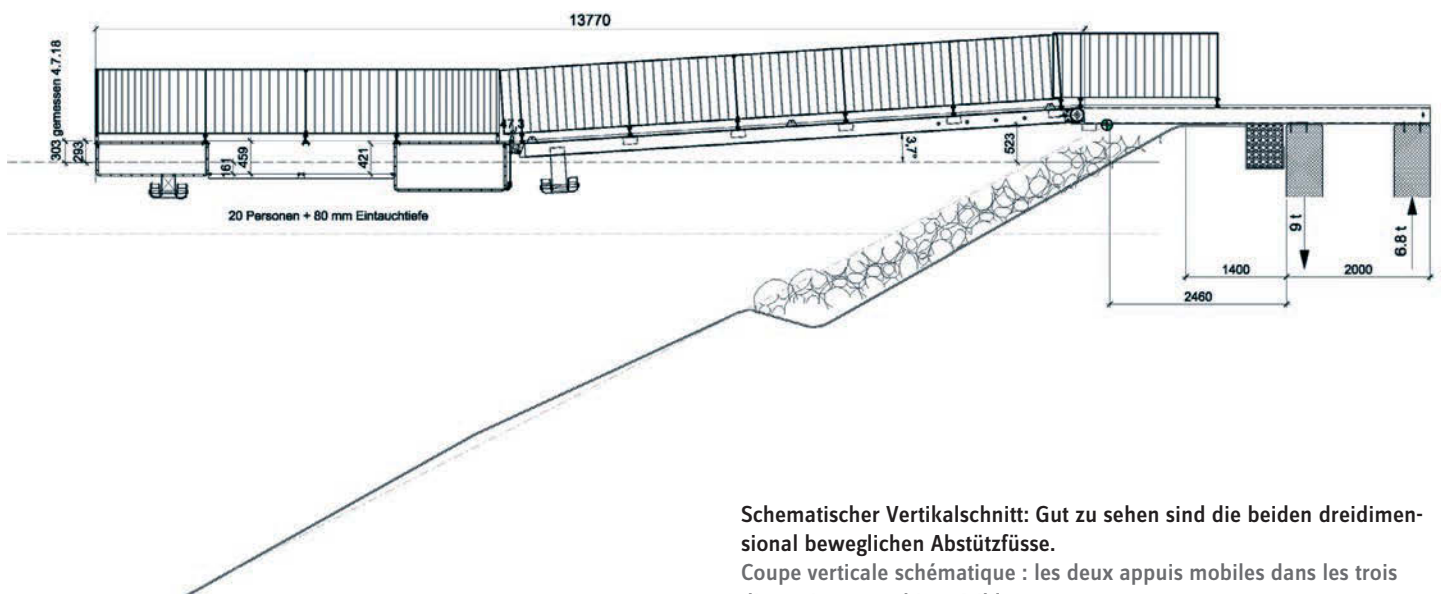 13770
303 gemessen 4.7.18
293
161
459
421
47.3
3,7°
523
20 Personen + 80 mm Eintauchtiefe
9 t
6.8 t
1400
2000
2460
Schematischer Vertikalschnitt: Gut zu sehen sind die beiden dreidimen-
sional beweglichen Abstützfüsse.
Coupe verticale schématique : les deux appuis mobiles dans les trois